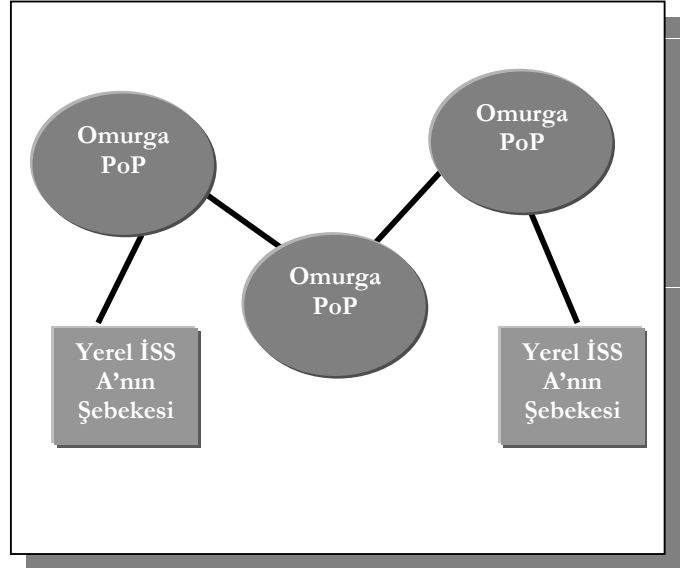 Omurga
PoP
Omurga
PoP
Omurga
PoP
Yerel İSS
A’nın
Şebekesi
Yerel İSS
A’nın
Şebekesi